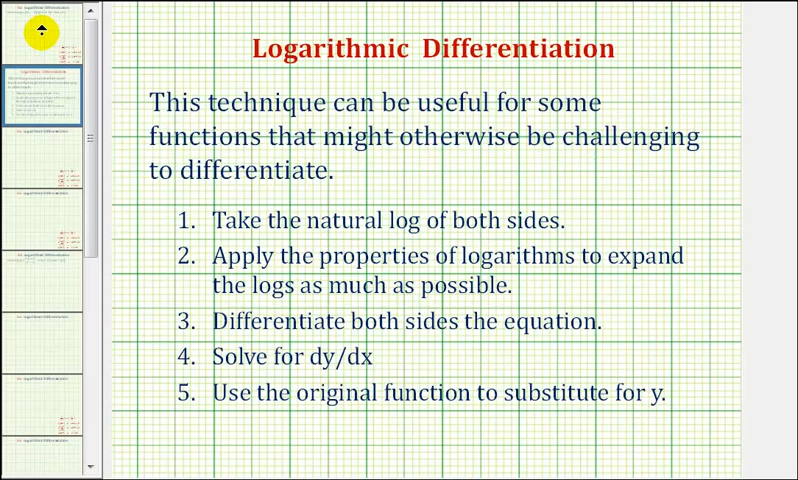 Logarithmic Differentiation
This technique can be useful for some
functions that might otherwise be challenging
to differentiate.
1. Take the natural log of both sides.
2. Apply the properties of logarithms to expand
the logs as much as possible.
3. Differentiate both sides the equation.
4. Solve for dy/dx
5. Use the original function to substitute for y.